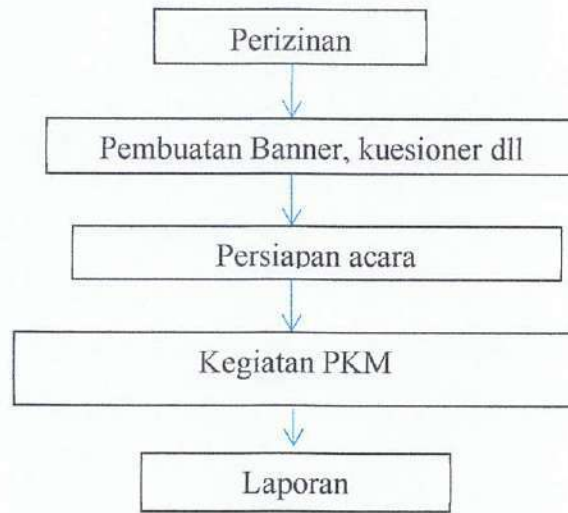 Perizinan
Pembuatan Banner, kuesioner dll
Persiapan acara
Kegiatan PKM
Laporan